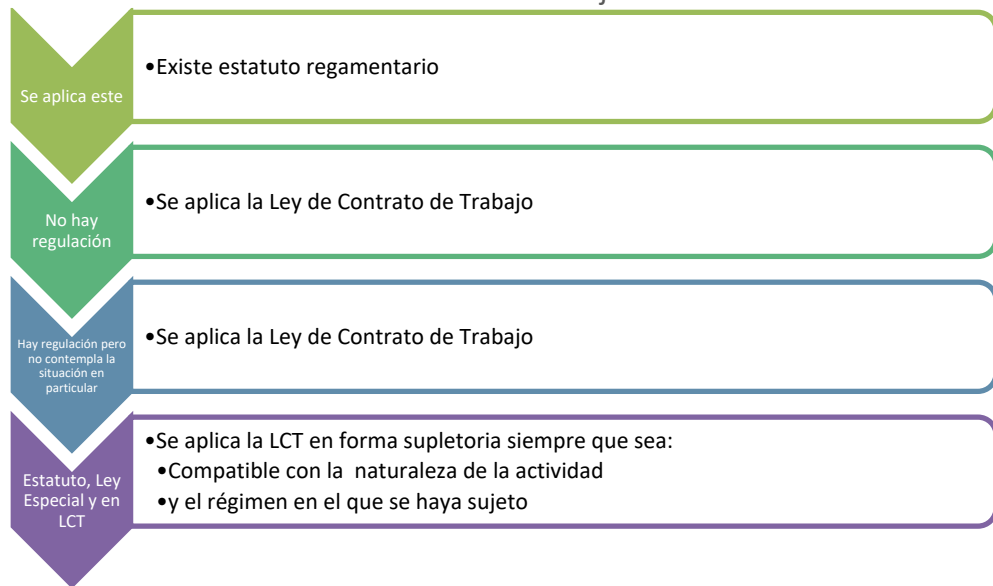 Se aplica este
•Existe estatuto regamentario
No hay
regulación
•Se aplica la Ley de Contrato de Trabajo
Hay regulación pero
no contempla la
situación en
particular
•Se aplica la Ley de Contrato de Trabajo
Estatuto, Ley
Especial y en
LCT
•Se aplica la LCT en forma supletoria siempre que sea:
•Compatible con la naturaleza de la actividad
•y el régimen en el que se haya sujeto